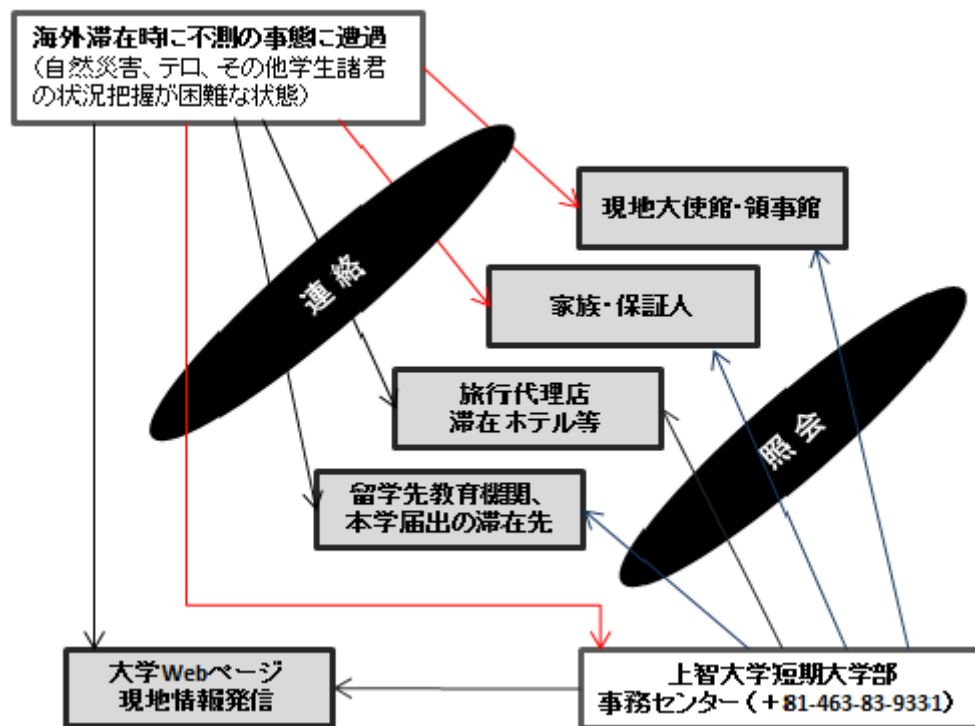 海外滞在時に不測の事態に遭遇
（自然災害、テロ、その他学生諸君
の状況把握が困難な状態）
現地大使館・領事館
連絡
家族・保証人
旅行代理店
滞在ホテル等
照会
留学先教育機関、
本学届出の滞在先
大学Webページ
現地情報発信
上智大学短期大学部
事務センター（＋81-463-83-9331）